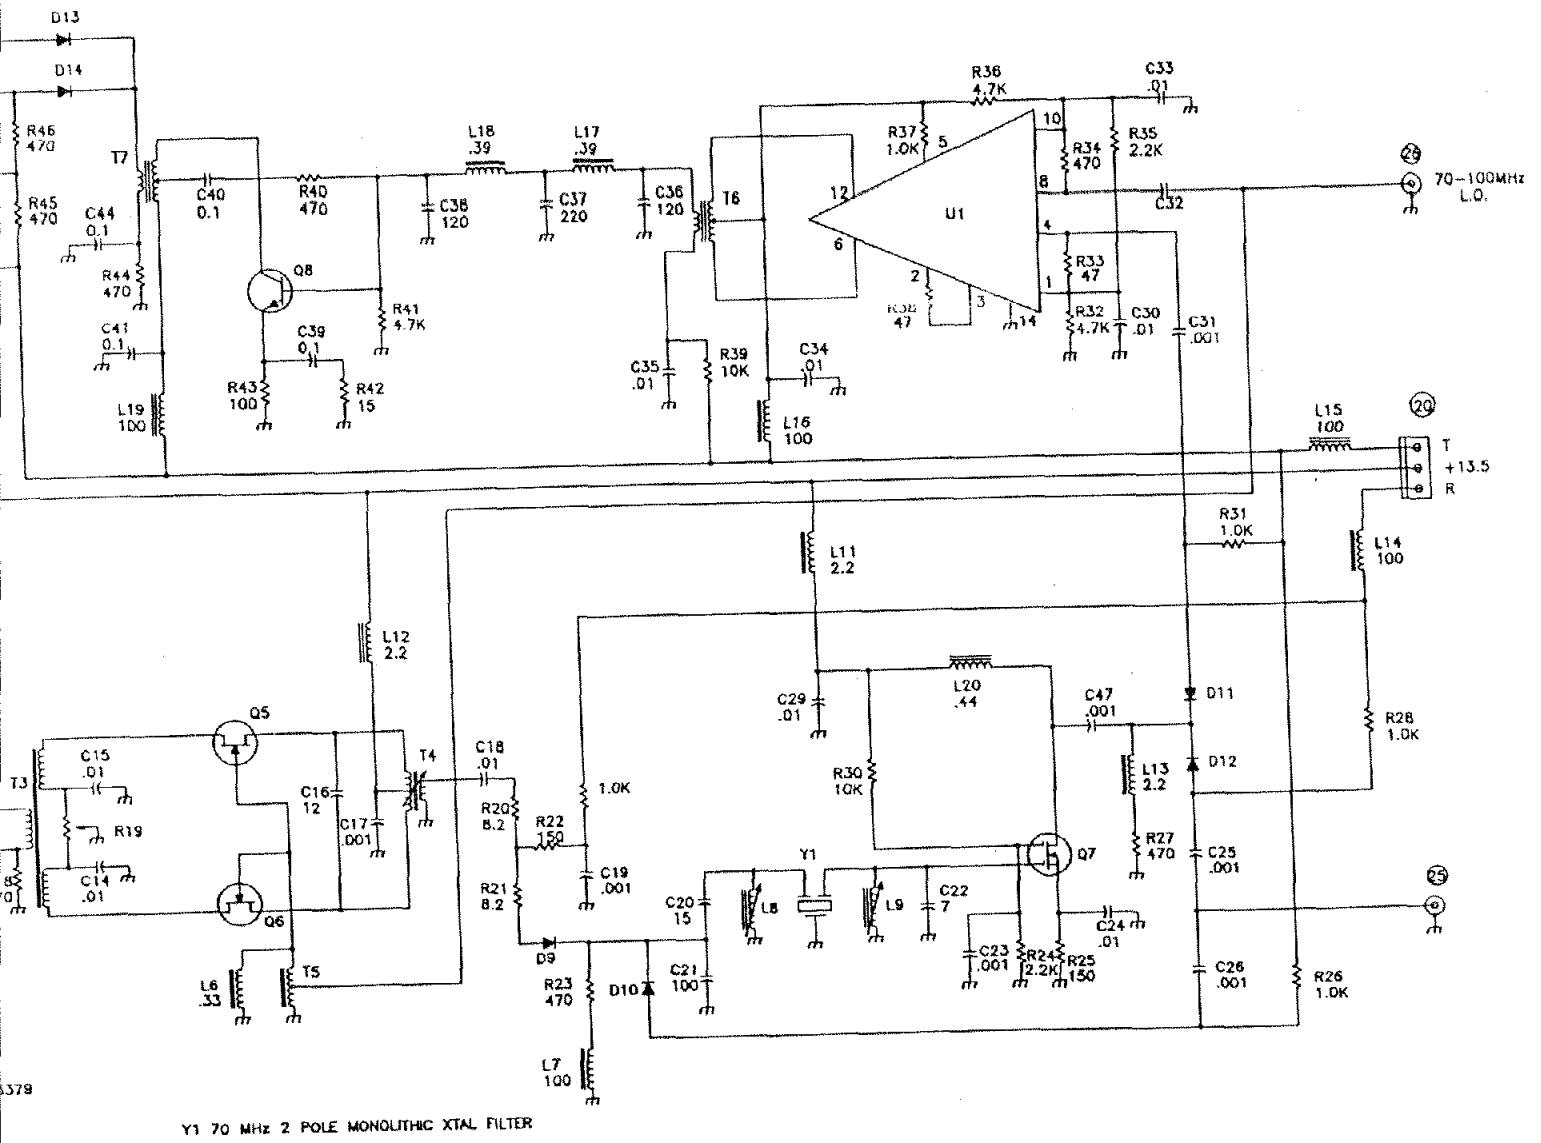 D13
D14
R46
470
R45
470
T7
C44
0.1
R44
470
C41
0.1
L19
100
C40
0.1
R40
470
Q8
R41
4.7K
C39
0.1
R43
100
R42
15
L18
.39
L17
.39
C38
120
C37
220
C36
120
T6
C35
.01
R39
10K
C34
.01
L16
100
R36
4.7K
C33
.01
R37
1.0K
5
10
R34
470
R35
2.2K
8
12
U1
4
6
R33
47
2
3
1
14
R38
47
R32
4.7K
C30
.01
C31
.001
C32
26
70-100MHz
L.O.
20
L15
100
T
+13.5
R
R31
1.0K
L14
100
L11
2.2
L12
2.2
C29
.01
L20
.44
C47
.001
D11
D12
R28
1.0K
R30
10K
L13
2.2
R27
470
Q7
C25
.001
25
C26
.001
R26
1.0K
C24
.01
C23
.001
R24
2.2K
R25
150
C22
7
L9
Y1
L8
C20
15
C21
100
D10
R23
470
L7
100
D9
C19
.001
1.0K
R22
150
R20
8.2
R21
8.2
C18
.01
T4
C17
.001
C16
12
Q5
Q6
T3
C15
.01
R19
C14
.01
8
70
L6
.33
T5
A379
Y1 70 MHz 2 POLE MONOLITHIC XTAL FILTER